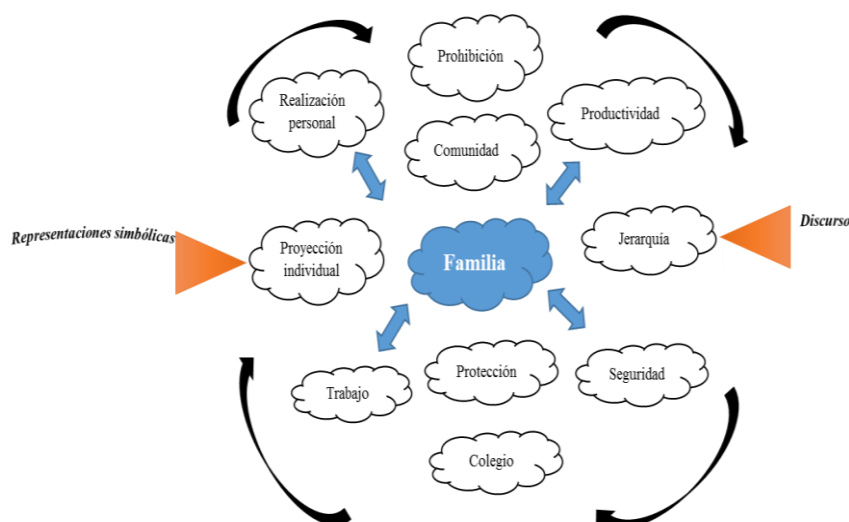 Prohibición
Realización
personal
Productividad
Comunidad
Representaciones simbólicas
Discurso
Proyección
individual
Familia
Jerarquía
Trabajo
Protección
Seguridad
Colegio